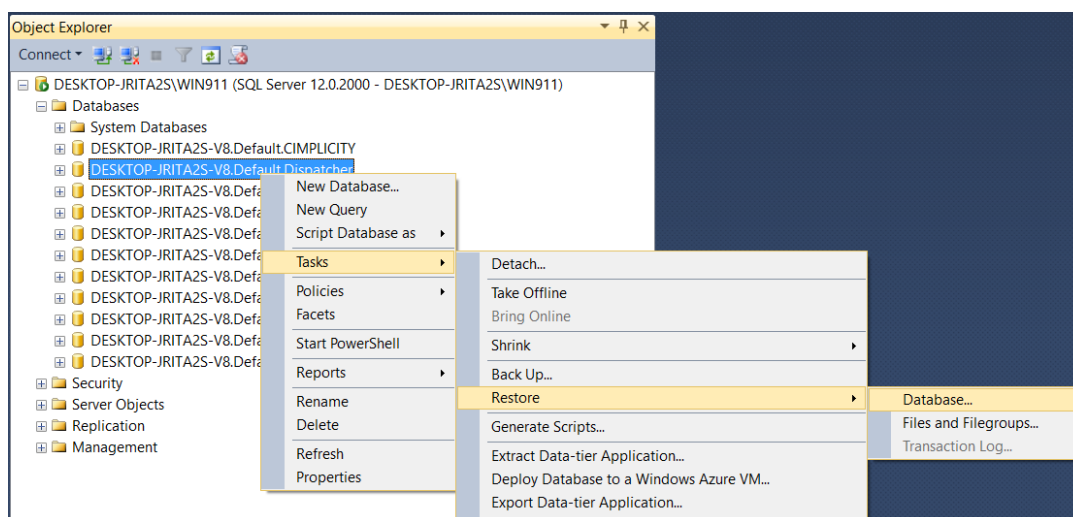 Object Explorer
Connect
DESKTOP-JRITA2S\WIN911 (SQL Server 12.0.2000 - DESKTOP-JRITA2S\WIN911)
Databases
System Databases
DESKTOP-JRITA2S-V8.Default.CIMPLICITY
DESKTOP-JRITA2S-V8.Default.Dispatcher
DESKTOP-JRITA2S-V8.Defa
DESKTOP-JRITA2S-V8.Defa
DESKTOP-JRITA2S-V8.Defa
DESKTOP-JRITA2S-V8.Defa
DESKTOP-JRITA2S-V8.Defa
DESKTOP-JRITA2S-V8.Defa
DESKTOP-JRITA2S-V8.Defa
DESKTOP-JRITA2S-V8.Defa
DESKTOP-JRITA2S-V8.Defa
Security
Server Objects
Replication
Management
New Database...
New Query
Script Database as
Tasks
Policies
Facets
Start PowerShell
Reports
Rename
Delete
Refresh
Properties
Detach...
Take Offline
Bring Online
Shrink
Back Up...
Restore
Generate Scripts...
Extract Data-tier Application...
Deploy Database to a Windows Azure VM...
Export Data-tier Application...
Database...
Files and Filegroups...
Transaction Log...